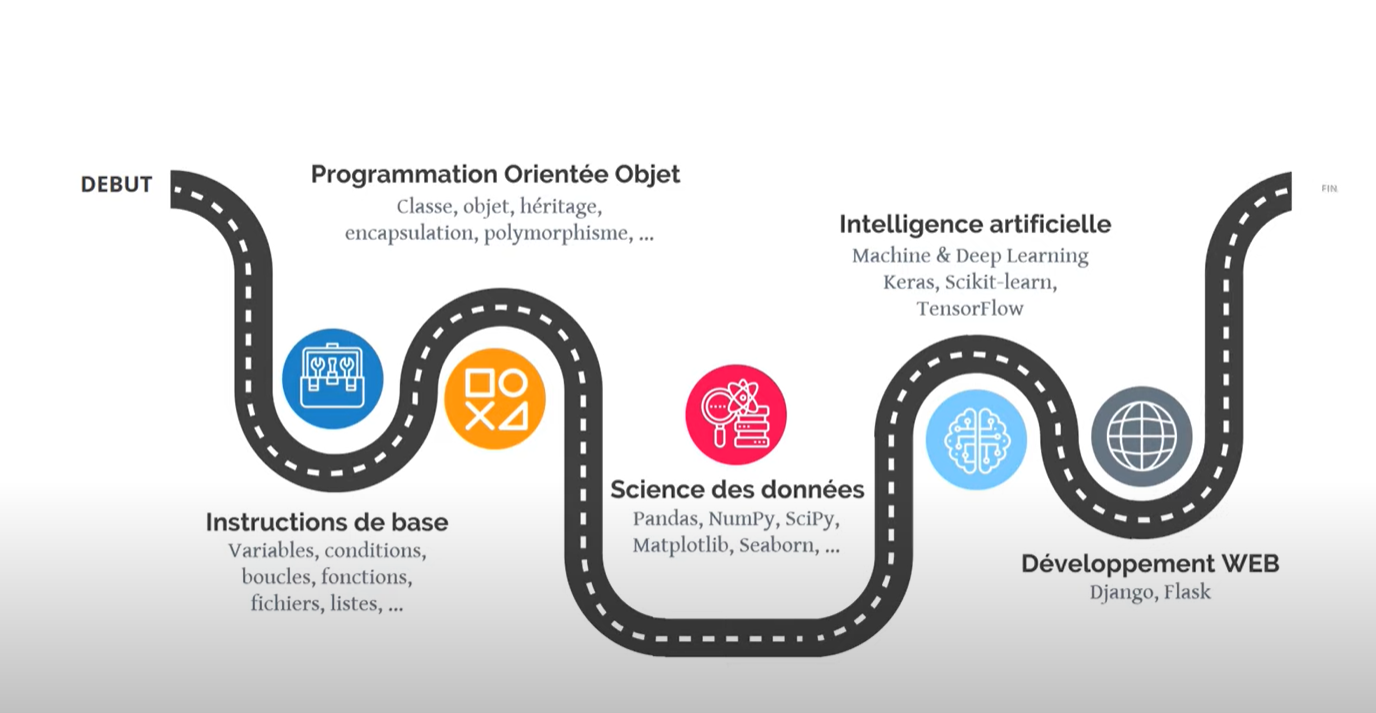 DEBUT
Programmation Orientée Objet
Classe, objet, héritage,
encapsulation, polymorphisme, ...
Instructions de base
Variables, conditions,
boucles, fonctions,
fichiers, listes, ...
Science des données
Pandas, NumPy, SciPy,
Matplotlib, Seaborn, ...
Intelligence artificielle
Machine & Deep Learning
Keras, Scikit-learn,
TensorFlow
Développement WEB
Django, Flask
FIN